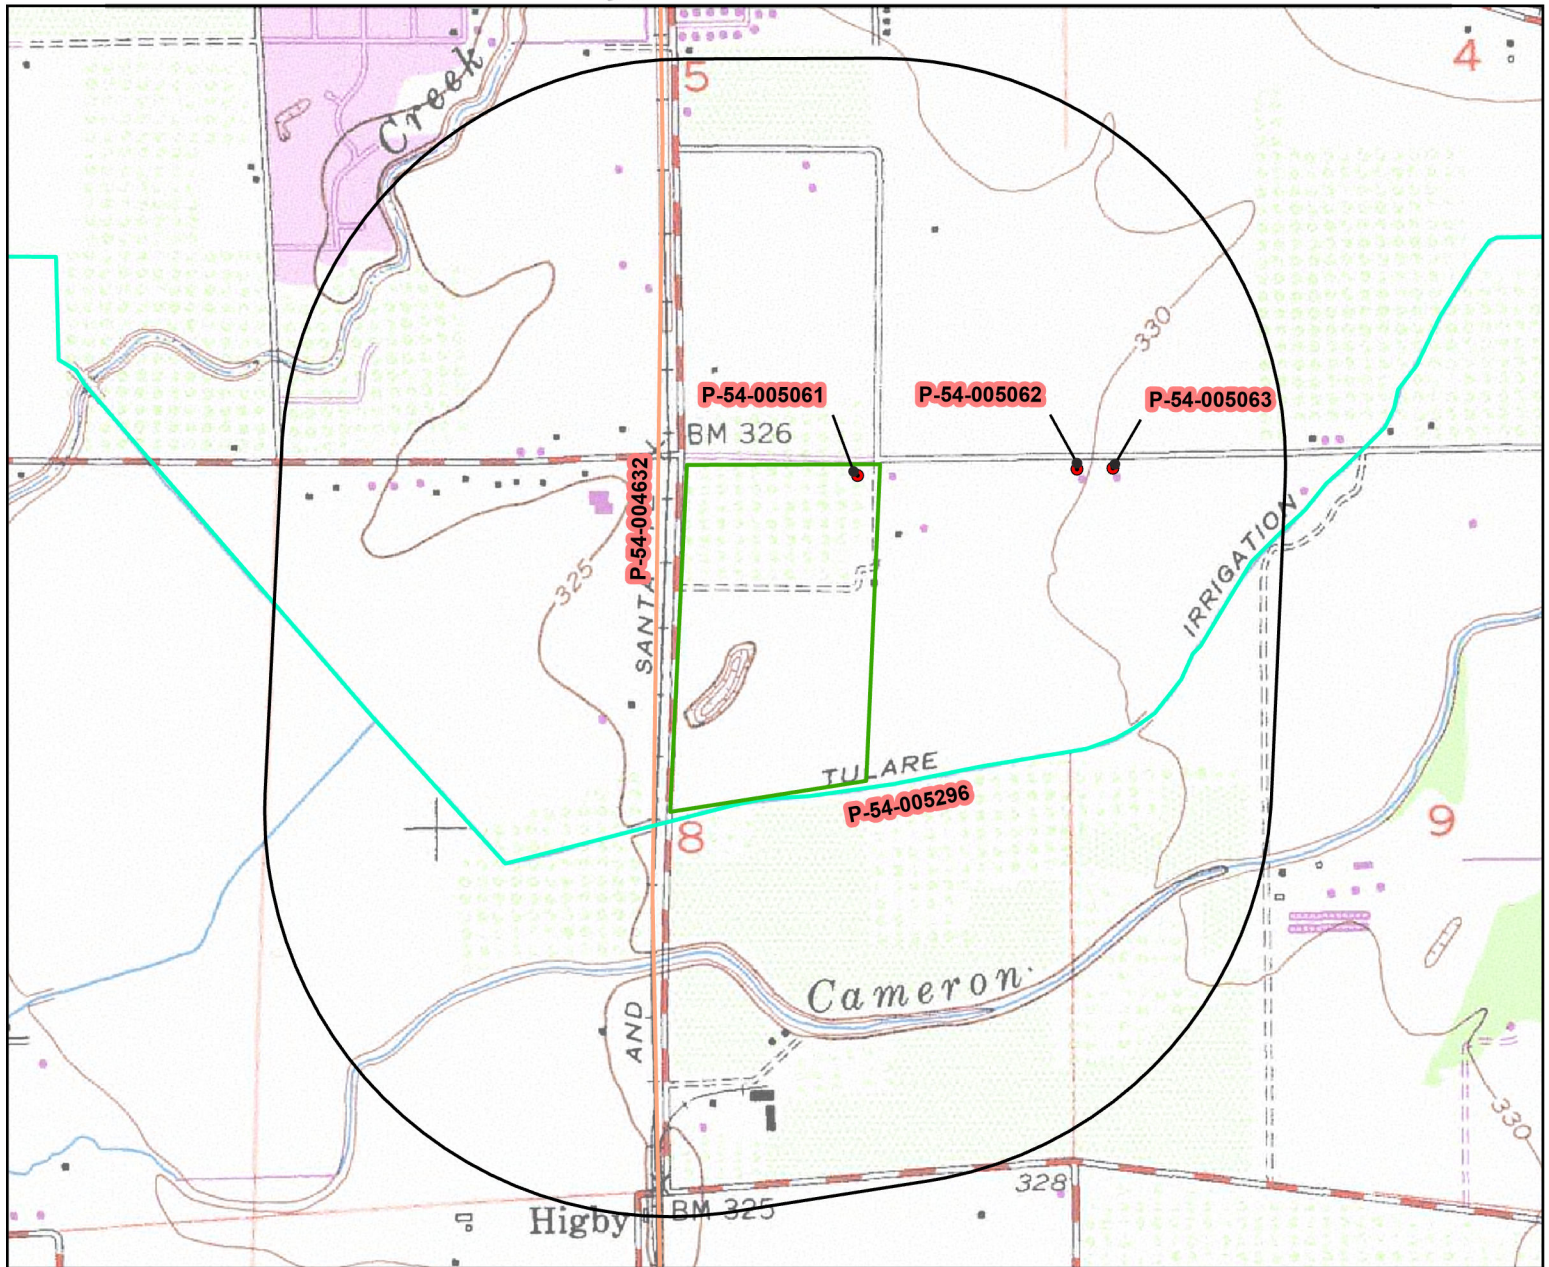 Creek
5
4
330
P-54-005061
P-54-005062
P-54-005063
BM 326
P-54-004632
325
SANTA
IRRIGATION
TULARE
P-54-005296
8
9
Cameron
AND
330
328
Higby
BM 325